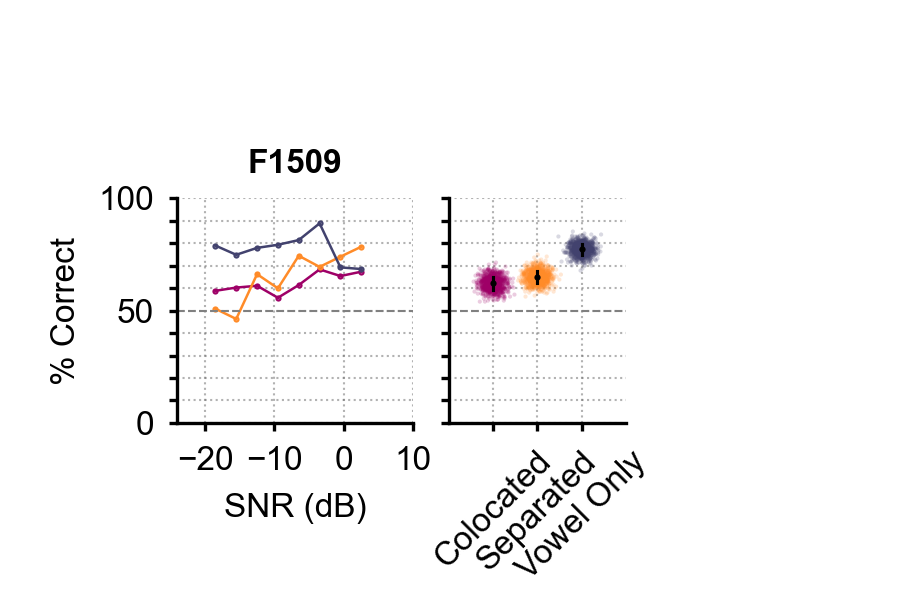 F1509
100
50
0
% Correct
−20 −10 0 10
SNR (dB)
Colocated
Separated
Vowel Only